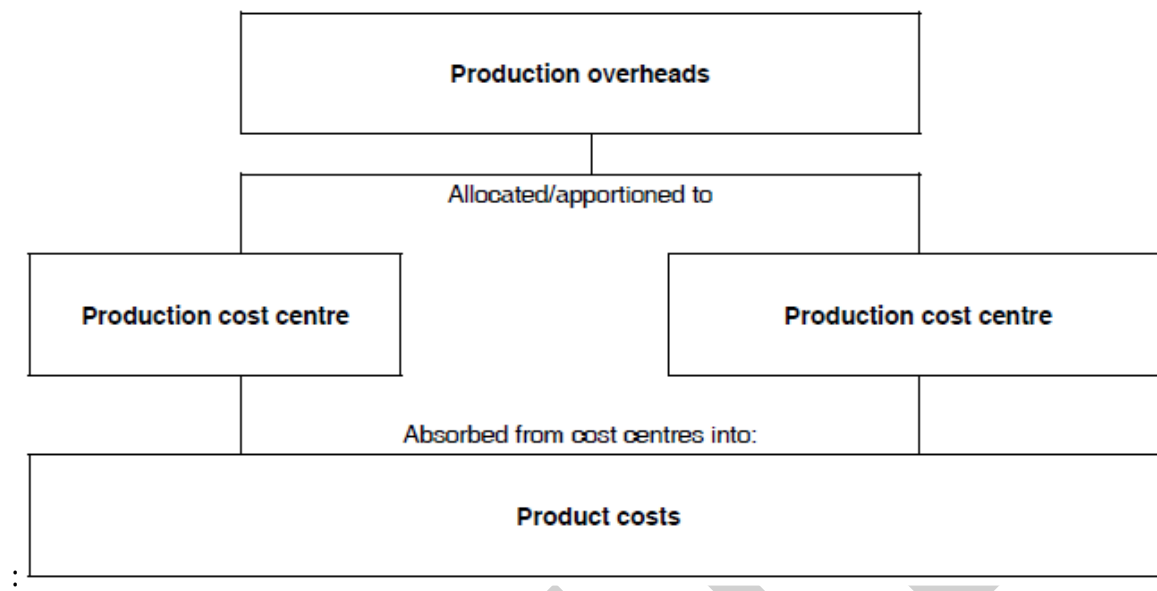 Production overheads
Allocated/apportioned to
Production cost centre
Production cost centre
Absorbed from cost centres into:
Product costs
: